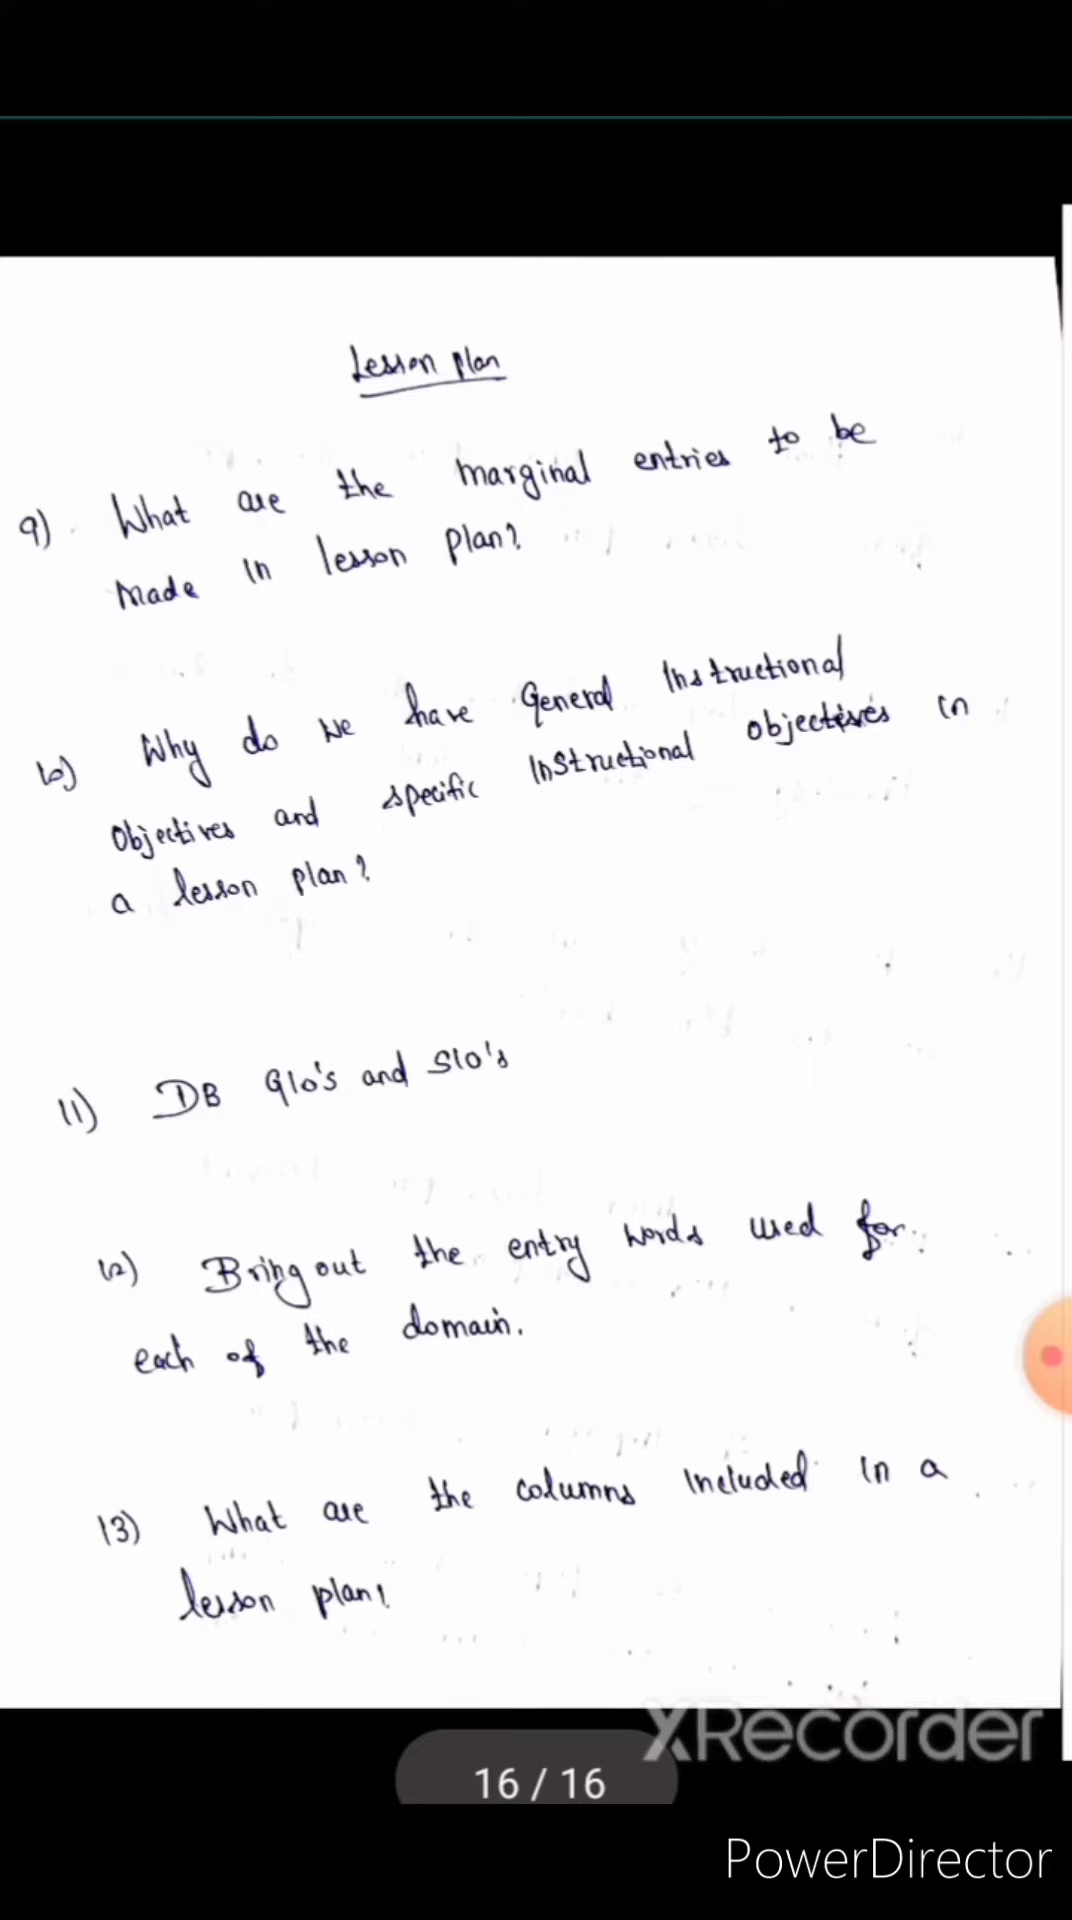 Lesson plan
9) What are the marginal entries to be
made in lesson plan?
10) Why do we have General Instructional
Objectives and specific Instructional objectives in
a lesson plan?
11) DB GIO's and SIO's
12) Bring out the entry words used for
each of the domain.
13) What are the columns included in a
lesson plan?
XRecorder
16 / 16
PowerDirector